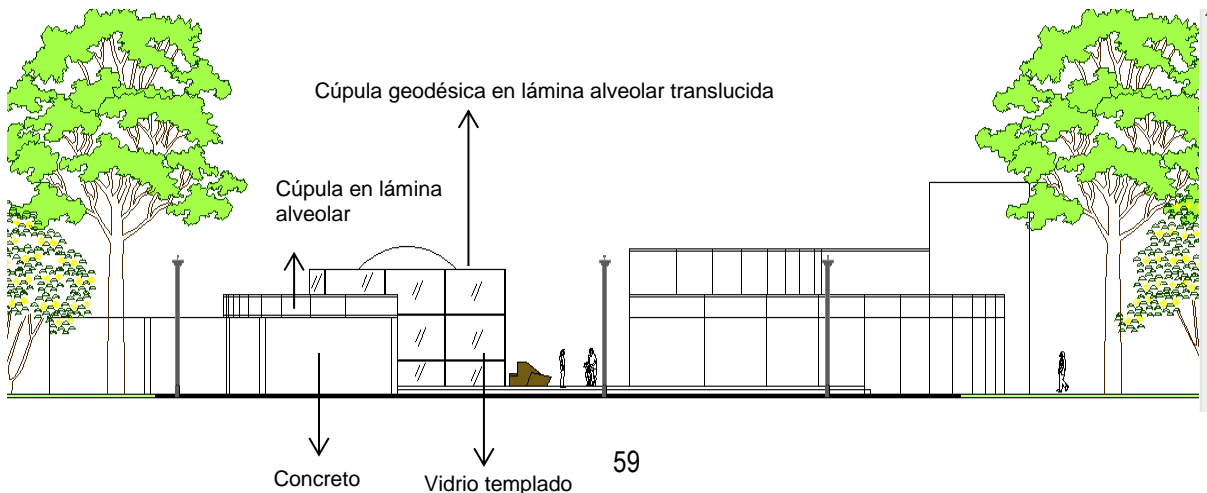 Cúpula geodésica en lámina alveolar translucida
Cúpula en lámina
alveolar
59
Concreto
Vidrio templado